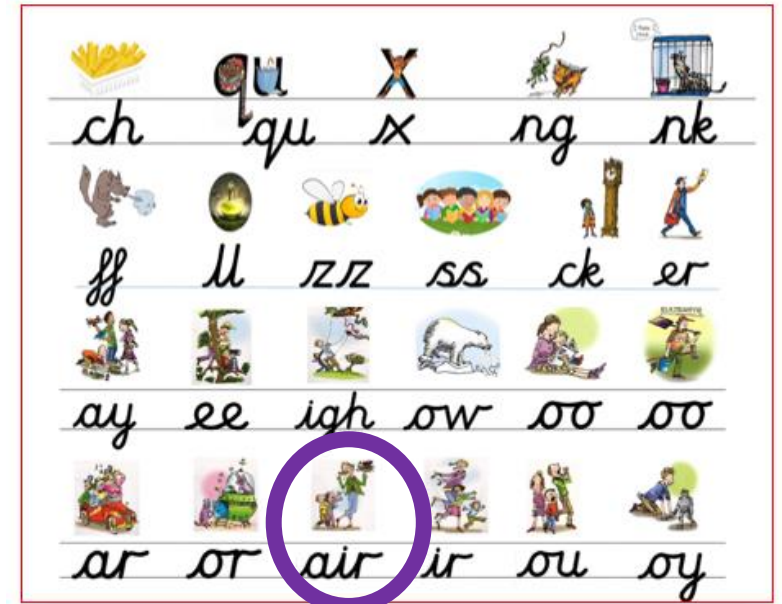 ch qu x ng nk
ff ll zz ss ck er
ay ee igh ow oo oo
ar or air ir ou oy